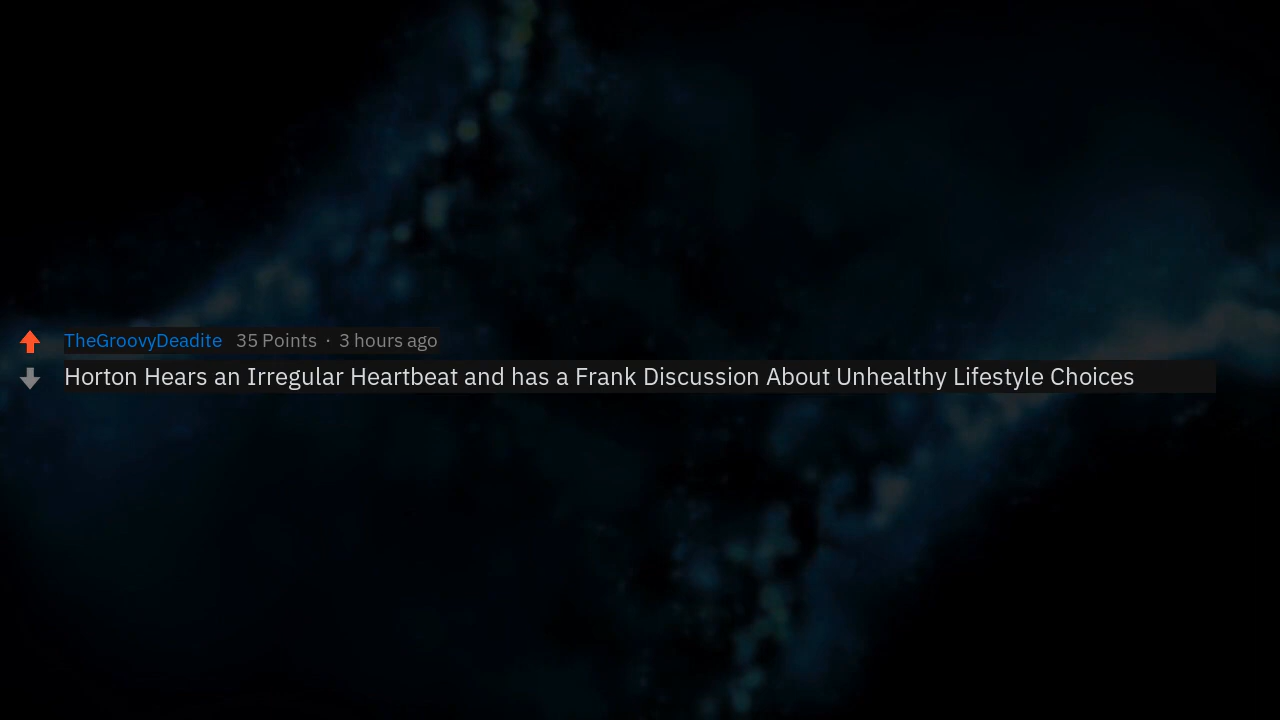 TheGroovyDeadite 35 Points · 3 hours ago
Horton Hears an Irregular Heartbeat and has a Frank Discussion About Unhealthy Lifestyle Choices